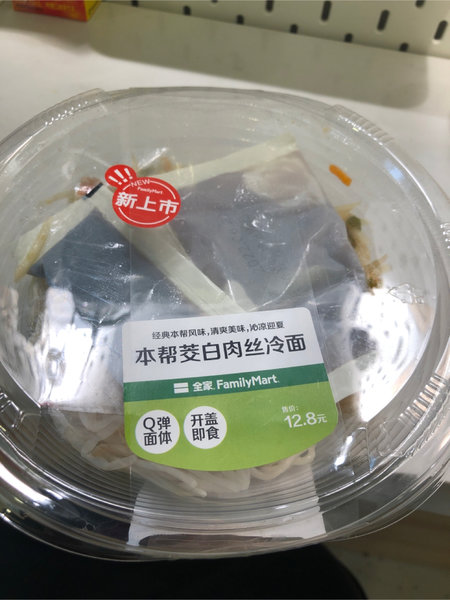 NEW
FamilyMart
新上市
经典本帮风味,清爽美味,沁凉迎夏
本帮茭白肉丝冷面
全家 FamilyMart
Q弹
面体
开盖
即食
售价:
12.8元